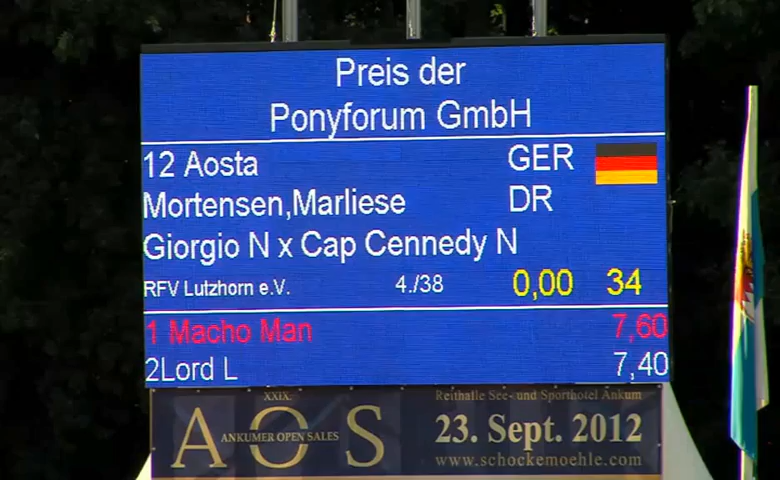 Preis der
Ponyforum GmbH
12 Aosta GER
Mortensen,Marliese DR
Giorgio N x Cap Cennedy N
RFV Lutzhorn e.V. 4./38 0,00 34
1 Macho Man 7,60
2Lord L 7,40
XXIX. Reithalle See- und Sporthotel Ankum
AOS 23. Sept. 2012
ANKUMER OPEN SALES
www.schockemoehle.com